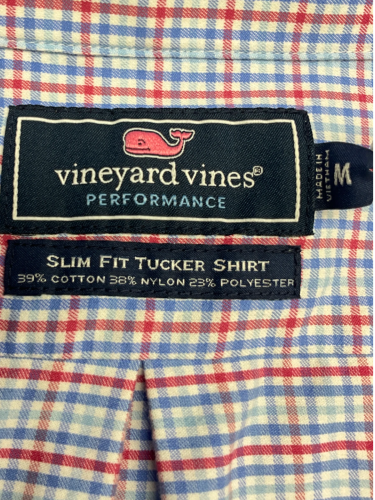 vineyard vines®
PERFORMANCE
MADE IN
VIETNAM
M
SLIM FIT TUCKER SHIRT
39% COTTON 38% NYLON 23% POLYESTER